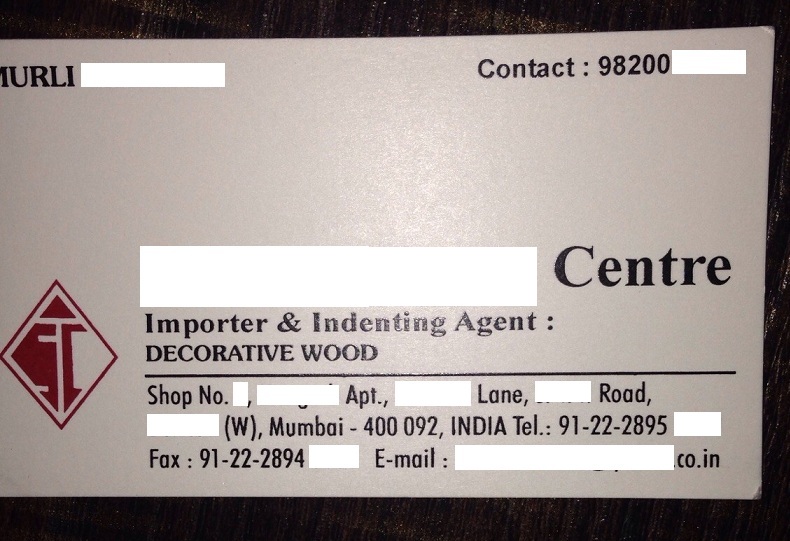 MURLI
Contact : 98200
Centre
Importer & Indenting Agent :
DECORATIVE WOOD
Shop No. , Apt., Lane, Road,
(W), Mumbai - 400 092, INDIA Tel.: 91-22-2895
Fax : 91-22-2894 E-mail : .co.in